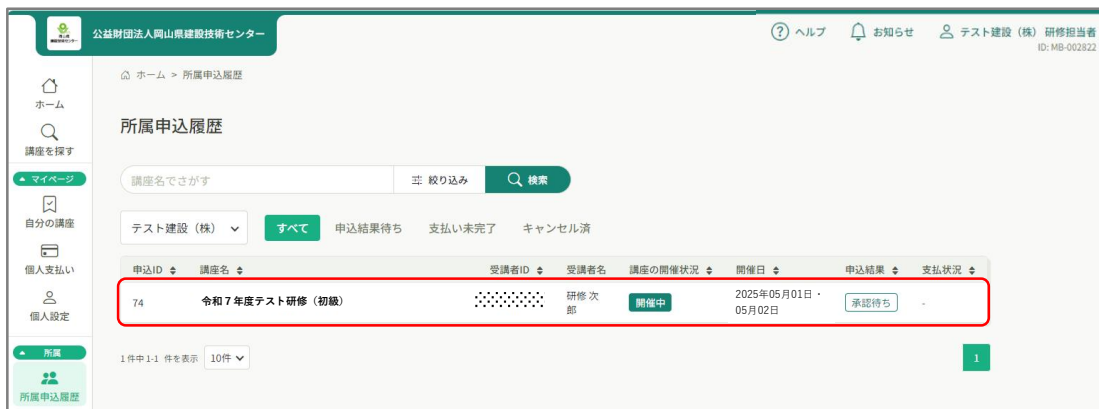 公益財団法人岡山県建設技術センター
ヘルプ
お知らせ
テスト建設（株） 研修担当者
ID: MB-002822
ホーム
講座を探す
マイページ
自分の講座
個人支払い
個人設定
所属
所属申込履歴
ホーム > 所属申込履歴
所属申込履歴
講座名でさがす 絞り込み 検索
テスト建設（株） すべて 申込結果待ち 支払い未完了 キャンセル済
申込ID 講座名 受講者ID 受講者名 講座の開催状況 開催日 申込結果 支払状況
74 令和７年度テスト研修（初級） 研修 次 開催中 2025年05月01日・ 承認待ち -
郎 05月02日
1件中 1-1 件を表示 10件 1